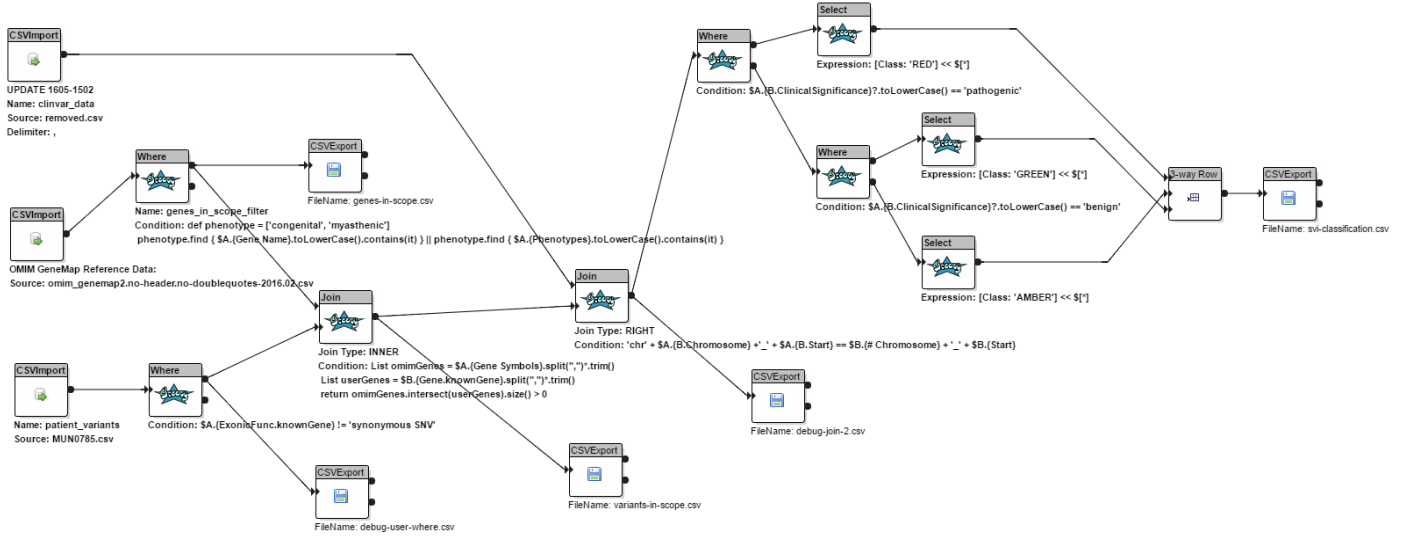 CSVImport
UPDATE 1605-1502
Name: clinvar_data
Source: removed.csv
Delimiter: ,
Where
Name: genes_in_scope_filter
Condition: def phenotype = ['congenital', 'myasthenic']
phenotype.find { $A.{Gene Name}.toLowerCase().contains(it) } || phenotype.find { $A.{Phenotypes}.toLowerCase().contains(it) }
CSVExport
FileName: genes-in-scope.csv
CSVImport
OMIM GeneMap Reference Data:
Source: omim_genemap2.no-header.no-doublequotes-2016.02.csv
Join
Join Type: INNER
Condition: List omimGenes = $A.{Gene Symbols}.split(",")*.trim()
List userGenes = $B.{Gene.knownGene}.split(",")*.trim()
return omimGenes.intersect(userGenes).size() > 0
CSVImport
Name: patient_variants
Source: MUN0785.csv
Where
Condition: $A.{ExonicFunc.knownGene} != 'synonymous SNV'
CSVExport
FileName: debug-user-where.csv
CSVExport
FileName: variants-in-scope.csv
Join
Join Type: RIGHT
Condition: 'chr' + $A.{B.Chromosome} +'_' + $A.{B.Start} == $B.{# Chromosome} + '_' + $B.{Start}
CSVExport
FileName: debug-join-2.csv
Where
Condition: $A.{B.ClinicalSignificance}?.toLowerCase() == 'pathogenic'
Select
Expression: [Class: 'RED'] << $[*]
Where
Condition: $A.{B.ClinicalSignificance}?.toLowerCase() == 'benign'
Select
Expression: [Class: 'GREEN'] << $[*]
Select
Expression: [Class: 'AMBER'] << $[*]
3-way Row
CSVExport
FileName: svi-classification.csv